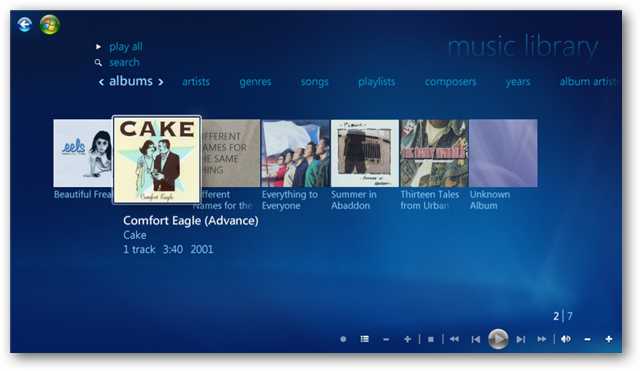 music library
play all
search
albums artists genres songs playlists composers years album artist
eels
CAKE
Comfort Eagle
DIFFERENT
NAMES FOR
THE SAME
THING
Beautiful Frea
Different
Names for the
Everything to
Everyone
Summer in
Abaddon
Thirteen Tales
from Urban
Unknown
Album
Comfort Eagle (Advance)
Cake
1 track 3:40 2001
2 | 7